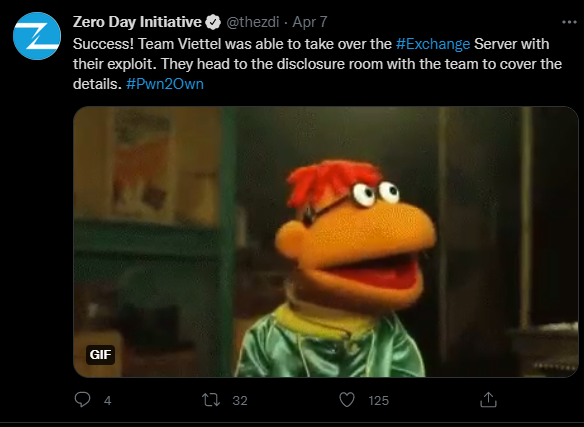 Zero Day Initiative @thezdi · Apr 7
Success! Team Viettel was able to take over the #Exchange Server with
their exploit. They head to the disclosure room with the team to cover the
details. #Pwn2Own
GIF
4 32 125